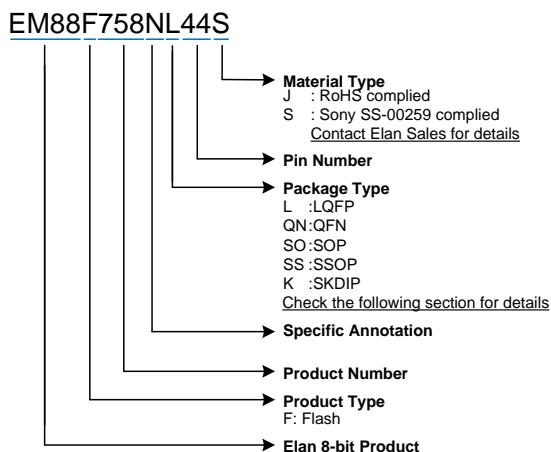 EM88F758NL44S
Material Type
J : RoHS complied
S : Sony SS-00259 complied
Contact Elan Sales for details
Pin Number
Package Type
L :LQFP
QN:QFN
SO:SOP
SS :SSOP
K :SKDIP
Check the following section for details
Specific Annotation
Product Number
Product Type
F: Flash
Elan 8-bit Product